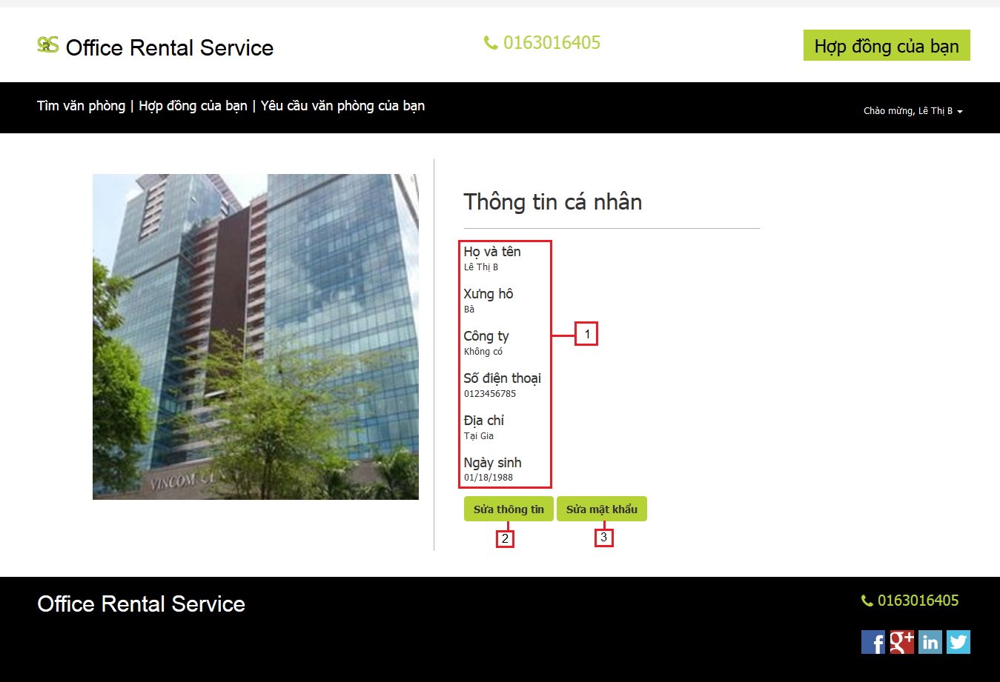 Office Rental Service
0163016405
Hợp đồng của bạn
Tìm văn phòng | Hợp đồng của bạn | Yêu cầu văn phòng của bạn
Chào mừng, Lê Thị B
VINCOM
Thông tin cá nhân
Họ và tên
Lê Thị B
Xưng hô
Bà
Công ty
Không có
Số điện thoại
0123456785
Địa chỉ
Tại Gia
Ngày sinh
01/18/1988
1
Sửa thông tin
Sửa mật khẩu
2
3
Office Rental Service
0163016405
f
g+
in